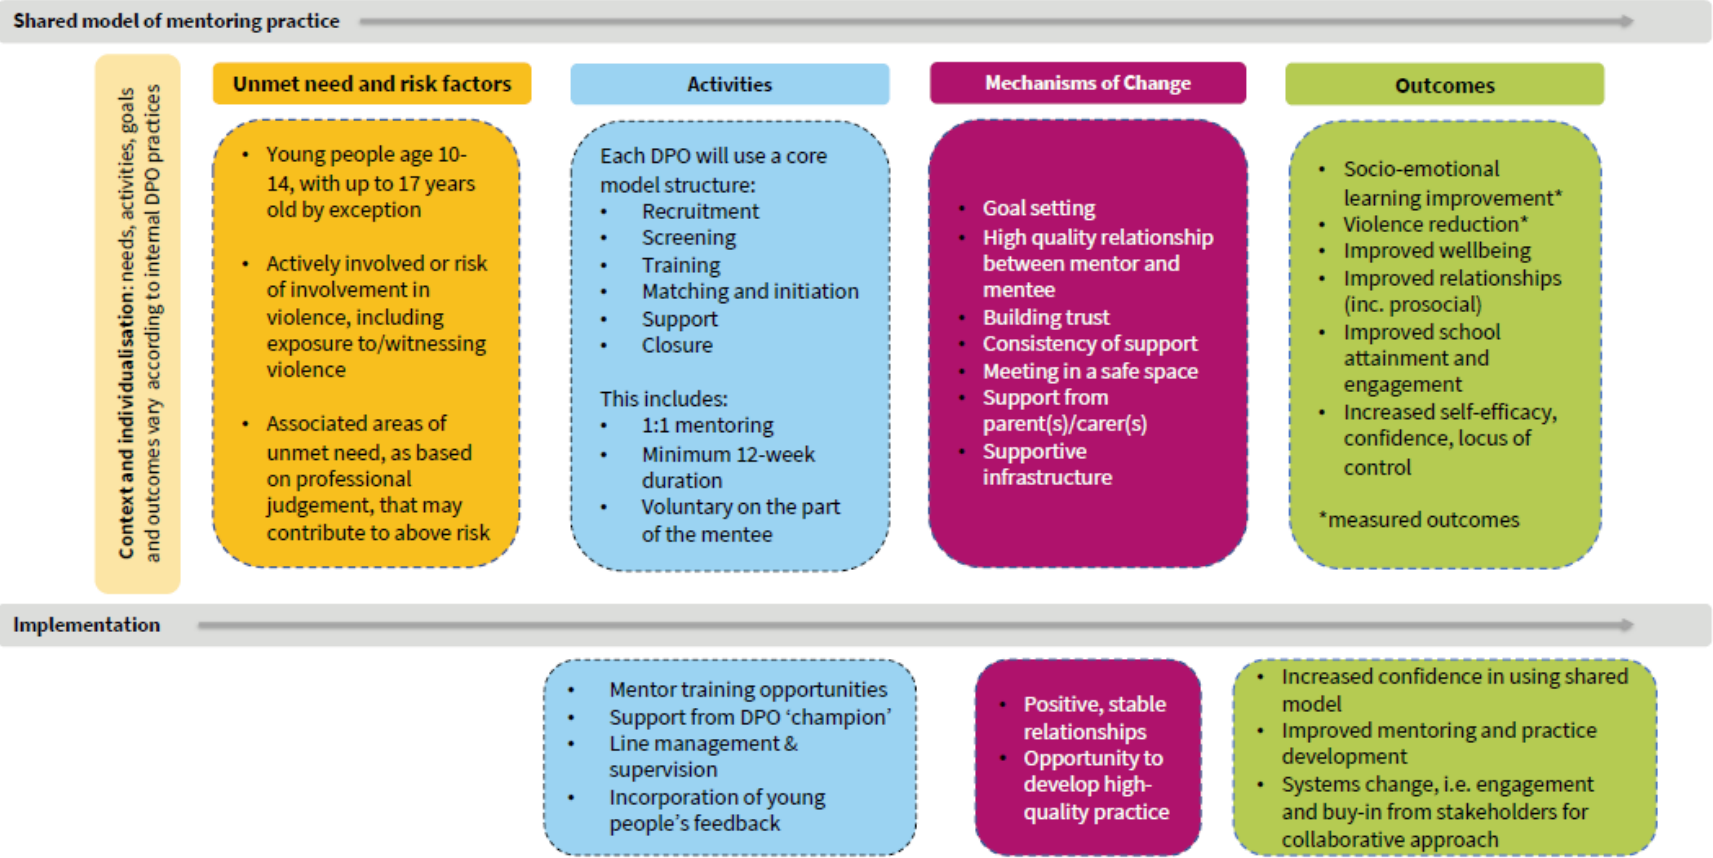 Shared model of mentoring practice
Context and individualisation: needs, activities, goals
and outcomes vary according to internal DPO practices
Unmet need and risk factors
• Young people age 10-
14, with up to 17 years
old by exception
• Actively involved or risk
of involvement in
violence, including
exposure to/witnessing
violence
• Associated areas of
unmet need, as based
on professional
judgement, that may
contribute to above risk
Activities
Each DPO will use a core
model structure:
• Recruitment
• Screening
• Training
• Matching and initiation
• Support
• Closure
This includes:
• 1:1 mentoring
• Minimum 12-week
duration
• Voluntary on the part
of the mentee
Mechanisms of Change
• Goal setting
• High quality relationship
between mentor and
mentee
• Building trust
• Consistency of support
• Meeting in a safe space
• Support from
parent(s)/carer(s)
• Supportive
infrastructure
Outcomes
• Socio-emotional
learning improvement*
• Violence reduction*
• Improved wellbeing
• Improved relationships
(inc. prosocial)
• Improved school
attainment and
engagement
• Increased self-efficacy,
confidence, locus of
control
*measured outcomes
Implementation
• Mentor training opportunities
• Support from DPO ‘champion’
• Line management &
supervision
• Incorporation of young
people’s feedback
• Positive, stable
relationships
• Opportunity to
develop high-
quality practice
• Increased confidence in using shared
model
• Improved mentoring and practice
development
• Systems change, i.e. engagement
and buy-in from stakeholders for
collaborative approach